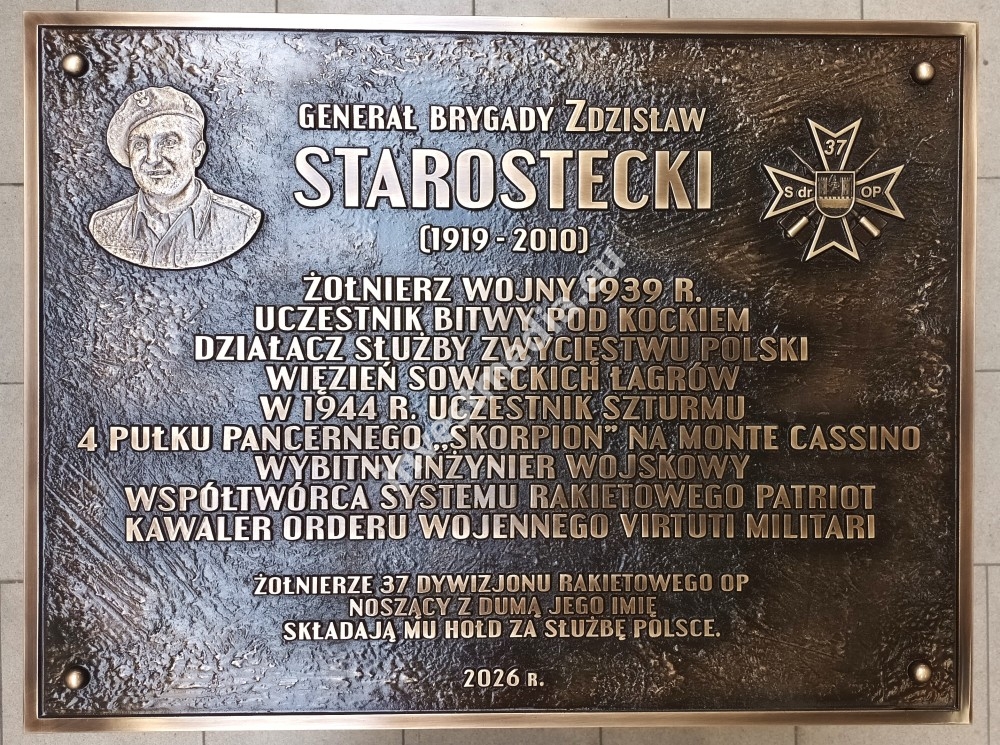 GENERAŁ BRYGADY ZDZISŁAW
STAROSTECKI
(1919 - 2010)
37
S dr OP
ŻOŁNIERZ WOJNY 1939 R.
UCZESTNIK BITWY POD KOCKIEM
DZIAŁACZ SŁUŻBY ZWYCIĘSTWU POLSKI
WIĘZIEŃ SOWIECKICH ŁAGRÓW
W 1944 R. UCZESTNIK SZTURMU
4 PUŁKU PANCERNEGO „SKORPION” NA MONTE CASSINO
WYBITNY INŻYNIER WOJSKOWY
WSPÓŁTWÓRCA SYSTEMU RAKIETOWEGO PATRIOT
KAWALER ORDERU WOJENNEGO VIRTUTI MILITARI
ŻOŁNIERZE 37 DYWIZJONU RAKIETOWEGO OP
NOSZĄCY Z DUMĄ JEGO IMIĘ
SKŁADAJĄ MU HOŁD ZA SŁUŻBĘ POLSCE.
2026 R.